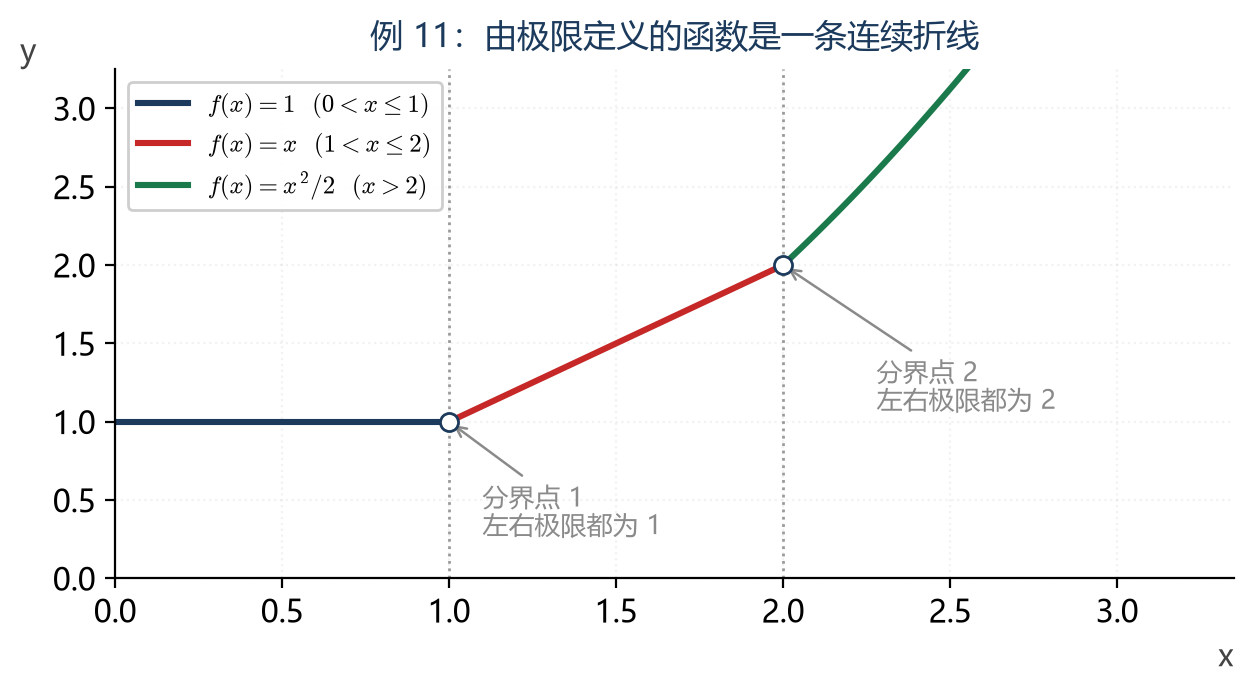 例 11：由极限定义的函数是一条连续折线
y
f(x) = 1 (0 < x ≤ 1)
f(x) = x (1 < x ≤ 2)
f(x) = x²/2 (x > 2)
3.0
2.5
2.0
1.5
1.0
0.5
0.0
分界点 2
左右极限都为 2
分界点 1
左右极限都为 1
0.0 0.5 1.0 1.5 2.0 2.5 3.0
x